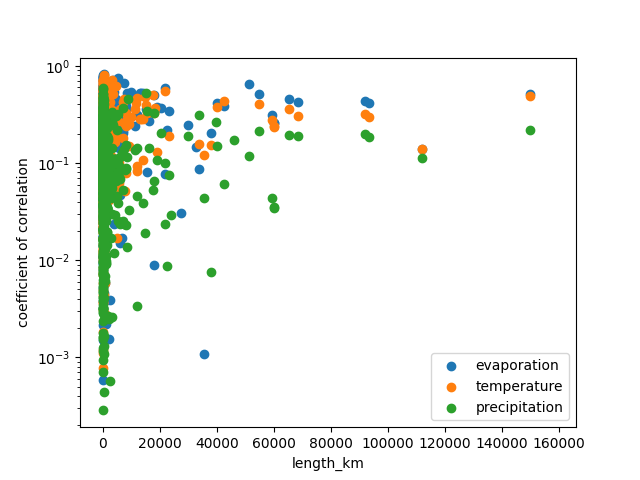 10⁰
10⁻¹
10⁻²
10⁻³
coefficient of correlation
evaporation
temperature
precipitation
0 20000 40000 60000 80000 100000 120000 140000 160000
length_km